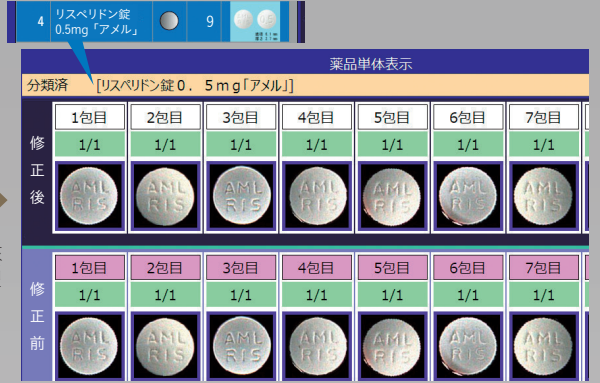 4 リスペリドン錠 9
0.5mg「アメル」
薬品単体表示
分類済 [リスペリドン錠0．5mg「アメル」]
修正後
1包目 2包目 3包目 4包目 5包目 6包目 7包目
1/1 1/1 1/1 1/1 1/1 1/1 1/1
AML AML AML AML AML AML AML
RIS RIS RIS RIS RIS RIS RIS
修正前
1包目 2包目 3包目 4包目 5包目 6包目 7包目
1/1 1/1 1/1 1/1 1/1 1/1 1/1
AML AML AML AML AML AML AML
RIS RIS RIS RIS RIS RIS RIS